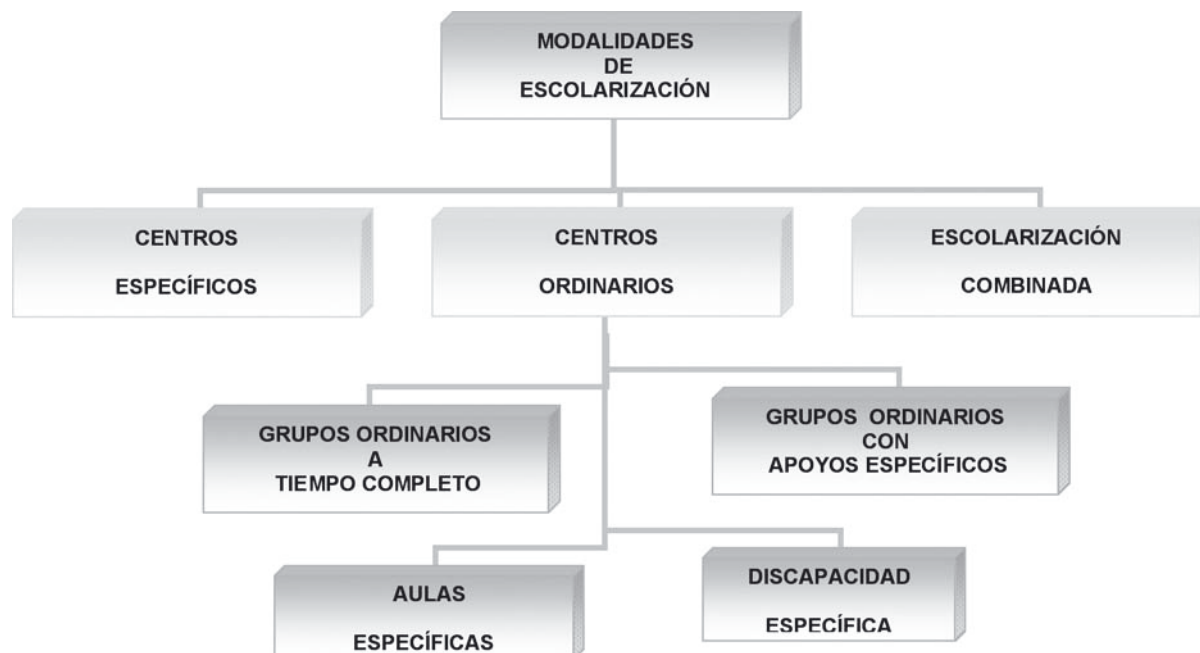 MODALIDADES
DE
ESCOLARIZACIÓN
CENTROS
ESPECÍFICOS
CENTROS
ORDINARIOS
ESCOLARIZACIÓN
COMBINADA
GRUPOS ORDINARIOS
A
TIEMPO COMPLETO
GRUPOS ORDINARIOS
CON
APOYOS ESPECÍFICOS
AULAS
ESPECÍFICAS
DISCAPACIDAD
ESPECÍFICA